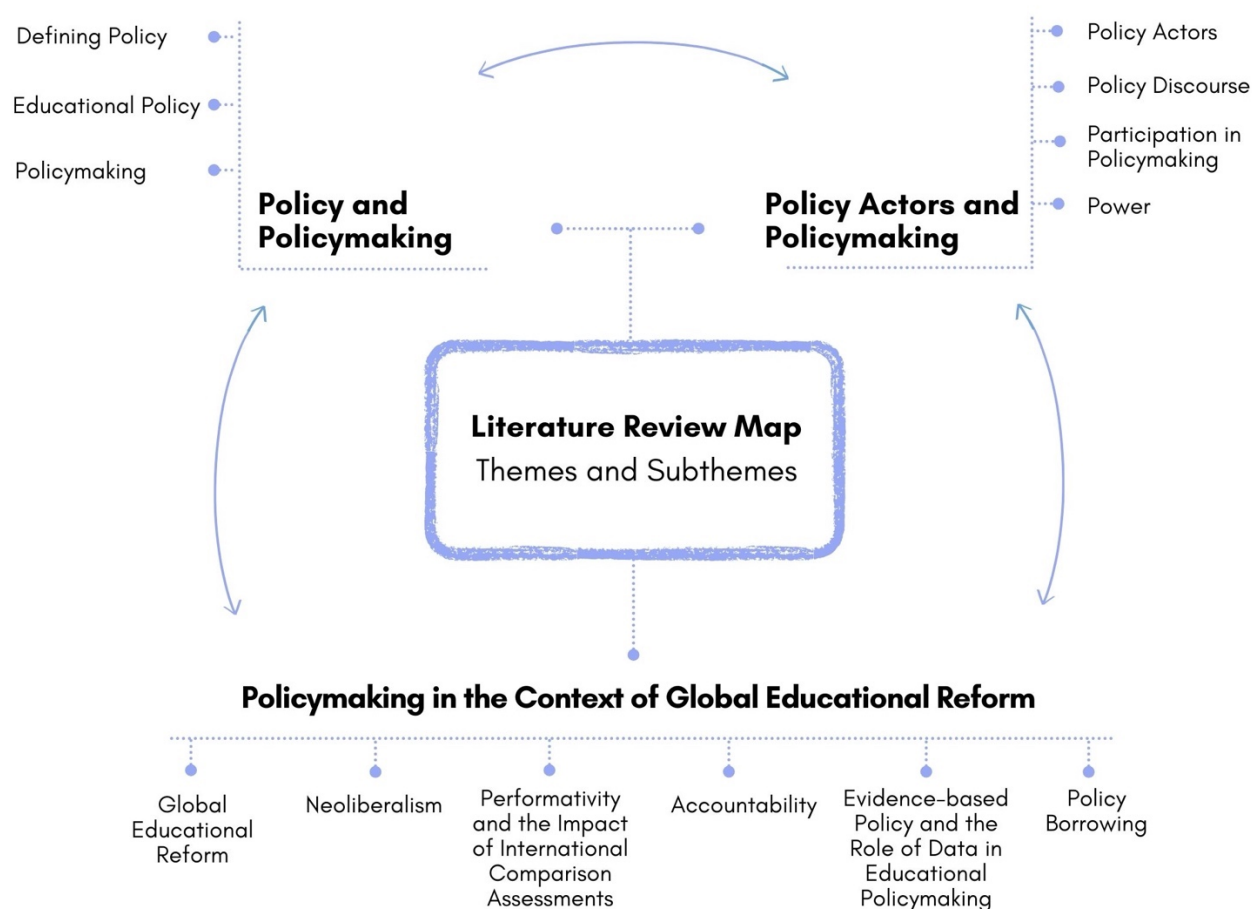 Defining Policy
Educational Policy
Policymaking
Policy and
Policymaking
Policy Actors
Policy Discourse
Participation in
Policymaking
Power
Policy Actors and
Policymaking
Literature Review Map
Themes and Subthemes
Policymaking in the Context of Global Educational Reform
Global
Educational
Reform
Neoliberalism
Performativity
and the Impact
of International
Comparison
Assessments
Accountability
Evidence-based
Policy and the
Role of Data in
Educational
Policymaking
Policy
Borrowing